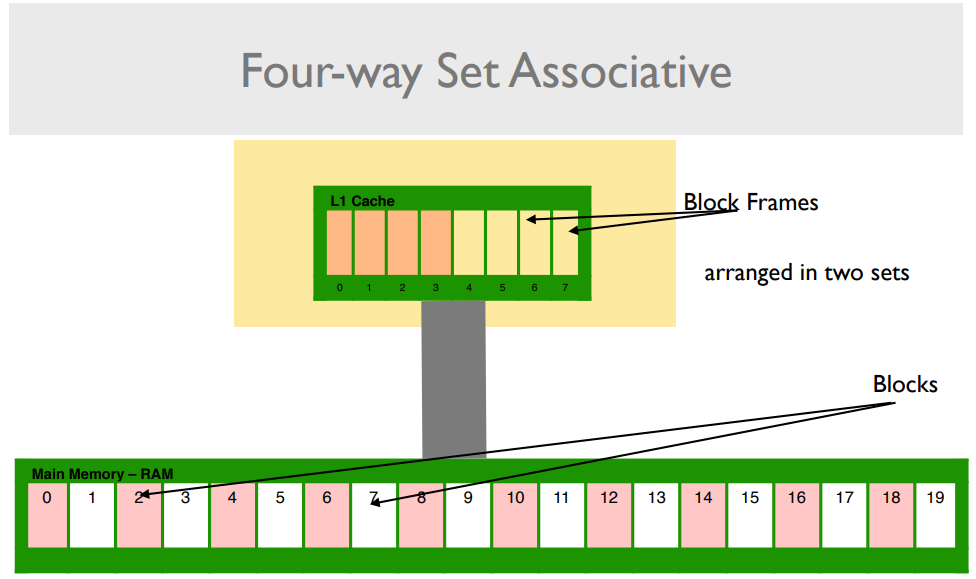 Four-way Set Associative
L1 Cache
Block Frames
0 1 2 3 4 5 6 7
arranged in two sets
Blocks
Main Memory – RAM
0 1 2 3 4 5 6 7 8 9 10 11 12 13 14 15 16 17 18 19